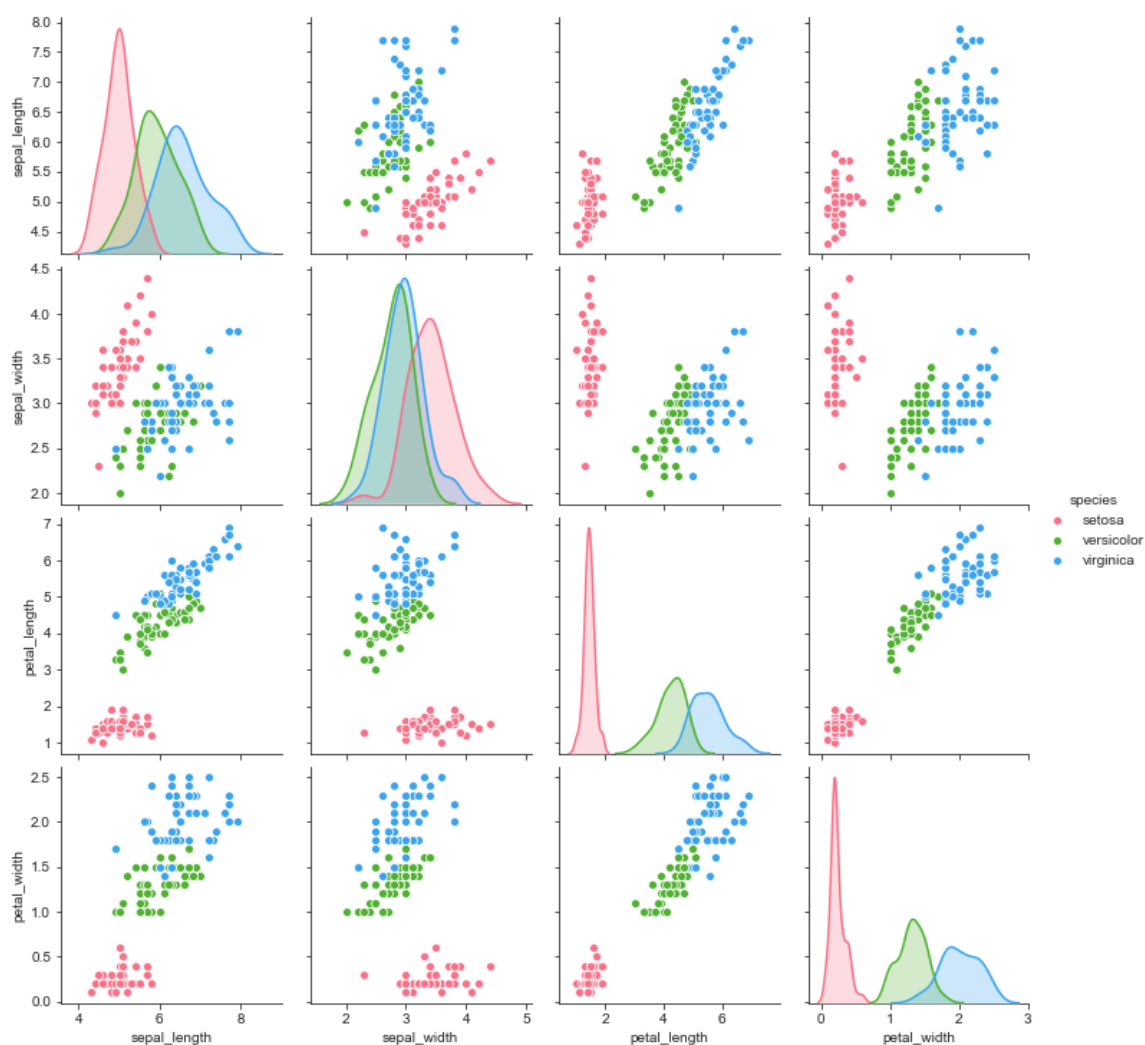 8.0
7.5
7.0
6.5
6.0
5.5
5.0
4.5
sepal_length
4.5
4.0
3.5
3.0
2.5
2.0
sepal_width
species
setosa
versicolor
virginica
7
6
5
4
3
2
1
petal_length
2.5
2.0
1.5
1.0
0.5
0.0
petal_width
4 6 8
2 3 4 5
2 4 6
0 1 2 3
sepal_length
sepal_width
petal_length
petal_width